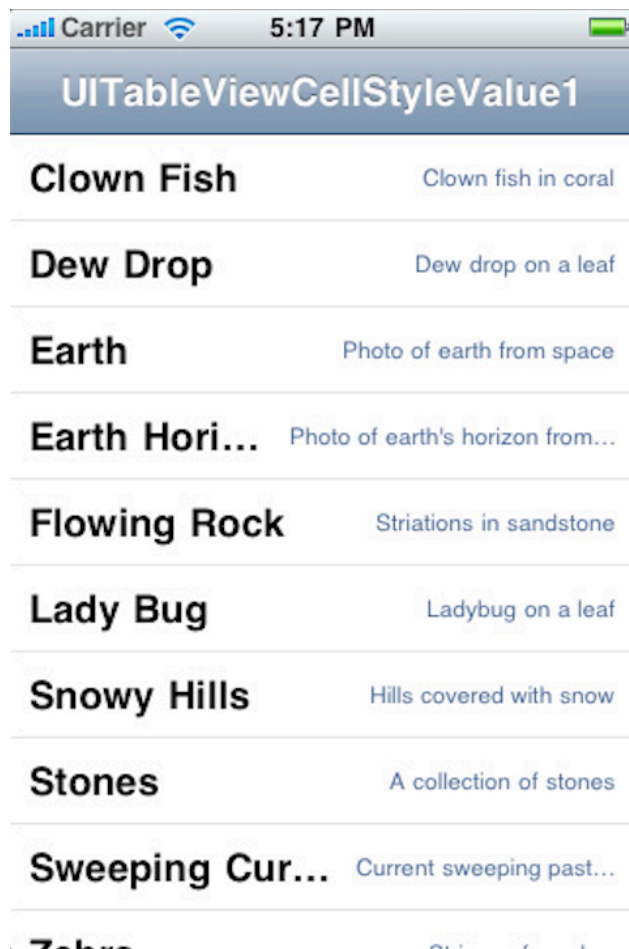 Carrier 5:17 PM
UITableViewCellStyleValue1
Clown Fish Clown fish in coral
Dew Drop Dew drop on a leaf
Earth Photo of earth from space
Earth Hori... Photo of earth's horizon from...
Flowing Rock Striations in sandstone
Lady Bug Ladybug on a leaf
Snowy Hills Hills covered with snow
Stones A collection of stones
Sweeping Cur... Current sweeping past...
Zebra